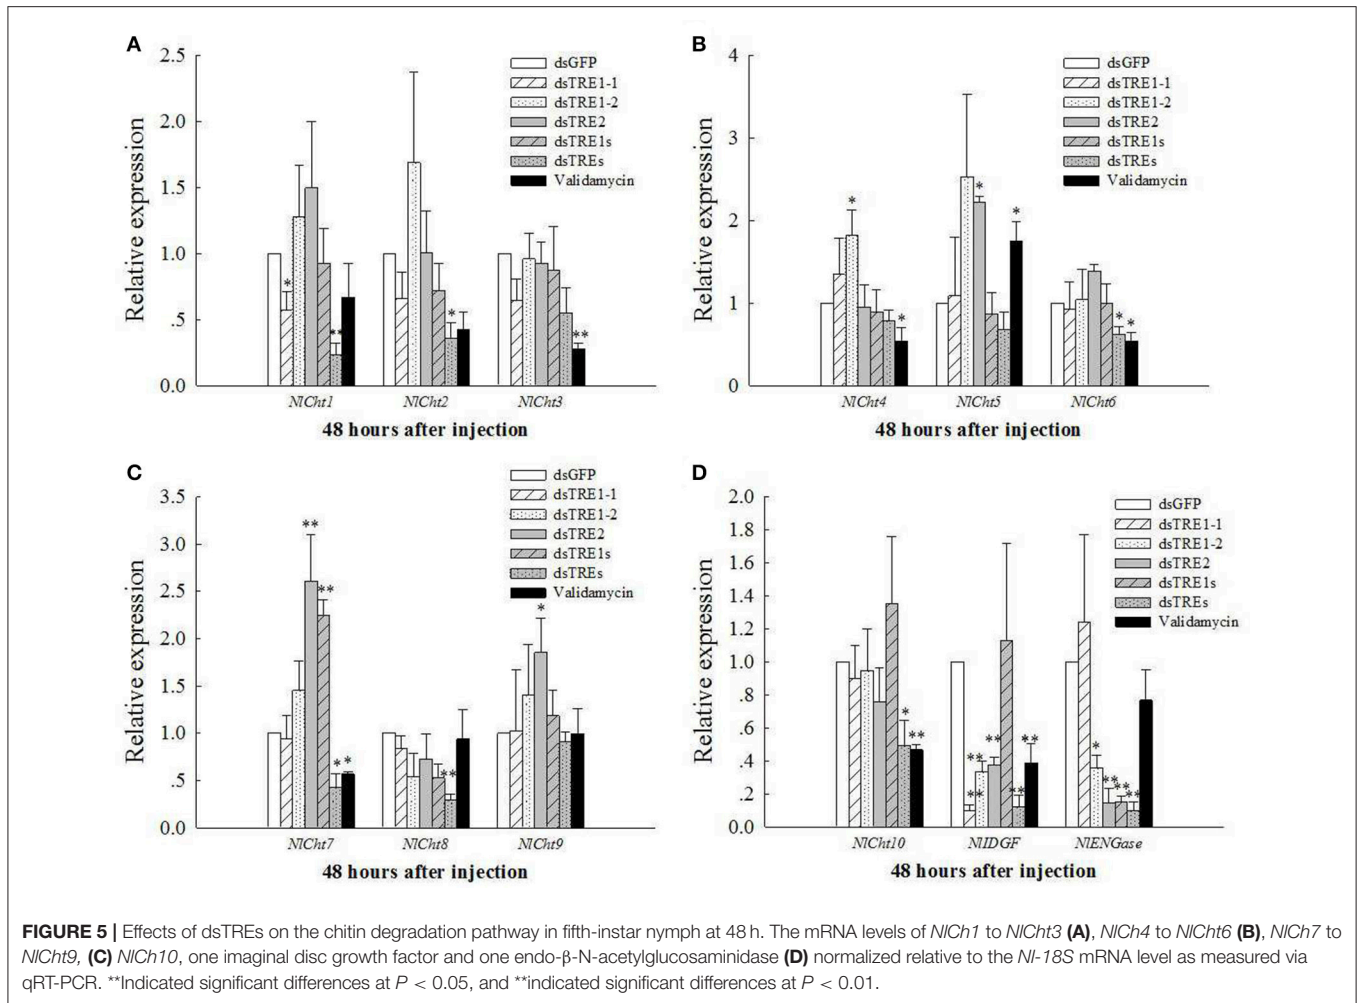 A
2.5
2.0
1.5
1.0
.5
0.0
Relative expression
dsGFP
dsTRE1-1
dsTRE1-2
dsTRE2
dsTRE1s
dsTREs
Validamycin
*
**
*
**
NlCht1
NlCht2
NlCht3
48 hours after injection
B
4
3
2
1
0
Relative expression
dsGFP
dsTRE1-1
dsTRE1-2
dsTRE2
dsTRE1s
dsTREs
Validamycin
*
*
*
*
*
*
NlCht4
NlCht5
NlCht6
48 hours after injection
C
3.5
3.0
2.5
2.0
1.5
1.0
.5
0.0
Relative expression
dsGFP
dsTRE1-1
dsTRE1-2
dsTRE2
dsTRE1s
dsTREs
Validamycin
**
**
*
*
**
*
NlCht7
NlCht8
NlCht9
48 hours after injection
D
2.0
1.8
1.6
1.4
1.2
1.0
.8
.6
.4
.2
0.0
Relative expression
dsGFP
dsTRE1-1
dsTRE1-2
dsTRE2
dsTRE1s
dsTREs
Validamycin
*
**
**
**
**
**
**
*
**
**
**
NlCht10
NlIDGF
NlENGase
48 hours after injection
FIGURE 5 | Effects of dsTREs on the chitin degradation pathway in fifth-instar nymph at 48 h. The mRNA levels of NlCh1 to NlCht3 (A), NlCh4 to NlCht6 (B), NlCh7 to
NlCht9, (C) NlCh10, one imaginal disc growth factor and one endo-β-N-acetylglucosaminidase (D) normalized relative to the Nl-18S mRNA level as measured via
qRT-PCR. **Indicated significant differences at P < 0.05, and **indicated significant differences at P < 0.01.